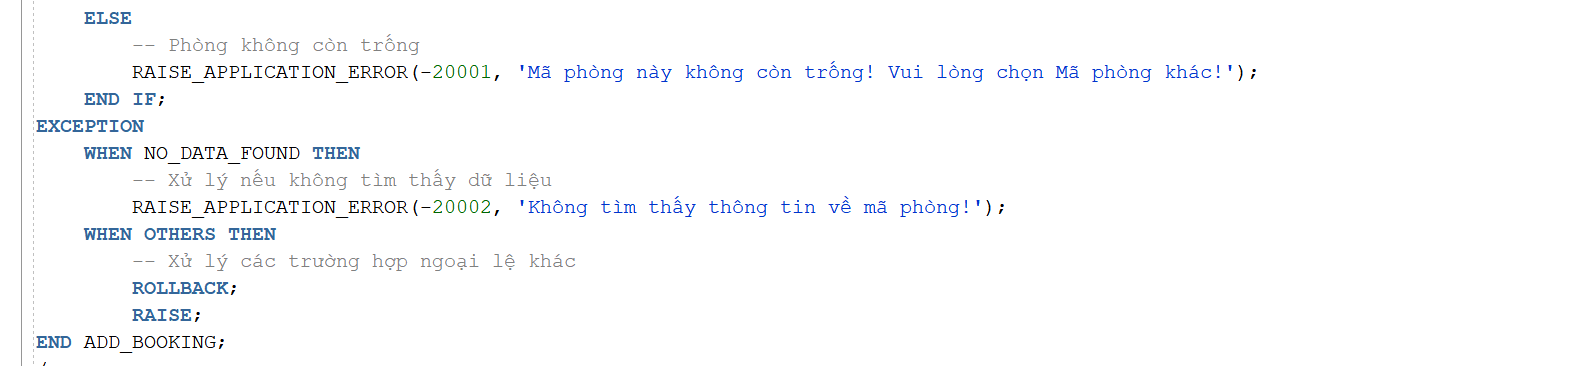 ELSE
-- Phòng không còn trống
RAISE_APPLICATION_ERROR(-20001, 'Mã phòng này không còn trống! Vui lòng chọn Mã phòng khác!');
END IF;
EXCEPTION
WHEN NO_DATA_FOUND THEN
-- Xử lý nếu không tìm thấy dữ liệu
RAISE_APPLICATION_ERROR(-20002, 'Không tìm thấy thông tin về mã phòng!');
WHEN OTHERS THEN
-- Xử lý các trường hợp ngoại lệ khác
ROLLBACK;
RAISE;
END ADD_BOOKING;